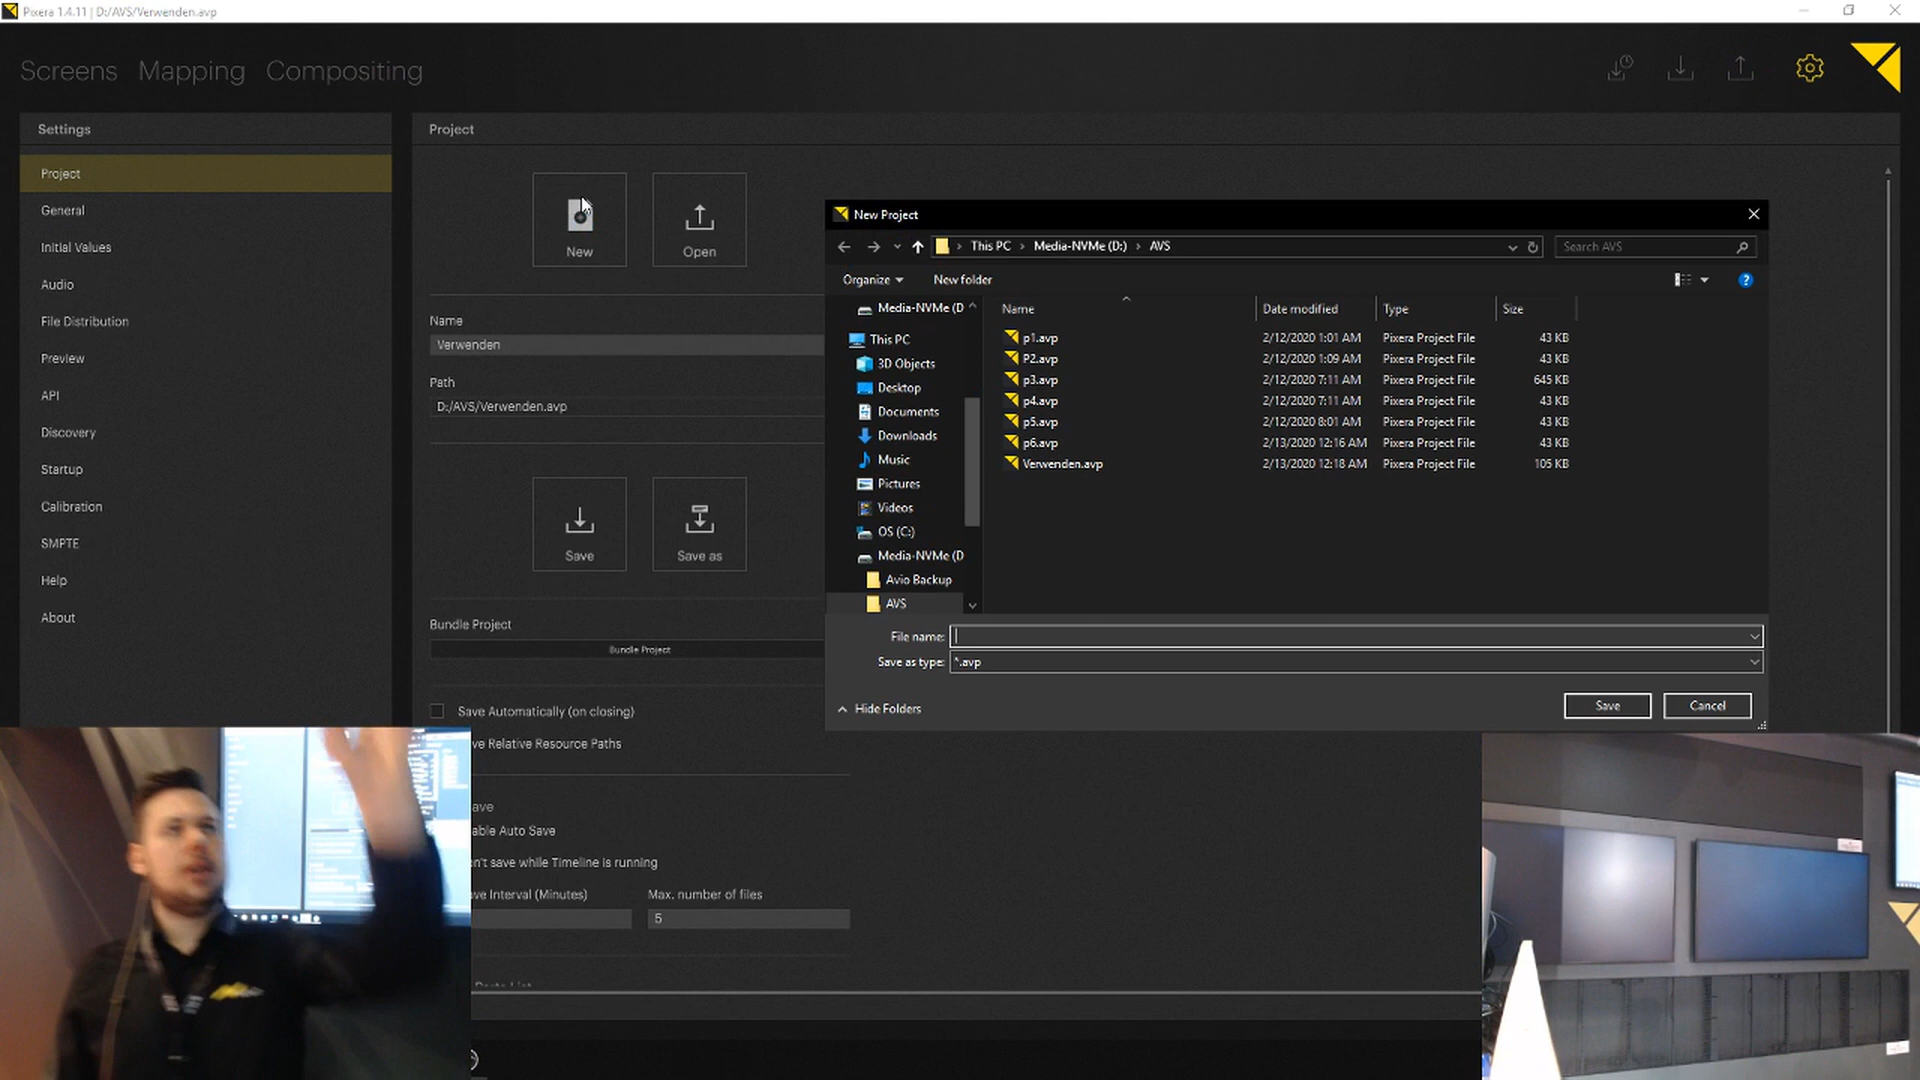 Pixera 1.4.11 | D:/AVS/Verwenden.avp
Screens Mapping Compositing
Settings
Project
General
Initial Values
Audio
File Distribution
Preview
API
Discovery
Startup
Calibration
SMPTE
Help
About
Project
New
Open
Name
Verwenden
Path
D:/AVS/Verwenden.avp
Save
Save as
Bundle Project
Bundle Project
Save Automatically (on closing)
ve Relative Resource Paths
ave
able Auto Save
n't save while Timeline is running
ve Interval (Minutes)
Max. number of files
5
New Project
This PC › Media-NVMe (D:) › AVS
Search AVS
Organize
New folder
Media-NVMe (D
This PC
3D Objects
Desktop
Documents
Downloads
Music
Pictures
Videos
OS (C:)
Media-NVMe (D
Avio Backup
AVS
Name Date modified Type Size
p1.avp 2/12/2020 1:01 AM Pixera Project File 43 KB
P2.avp 2/12/2020 1:09 AM Pixera Project File 43 KB
p3.avp 2/12/2020 7:11 AM Pixera Project File 645 KB
p4.avp 2/12/2020 7:11 AM Pixera Project File 43 KB
p5.avp 2/12/2020 8:01 AM Pixera Project File 43 KB
p6.avp 2/13/2020 12:16 AM Pixera Project File 43 KB
Verwenden.avp 2/13/2020 12:18 AM Pixera Project File 105 KB
File name:
Save as type: *.avp
Hide Folders
Save
Cancel